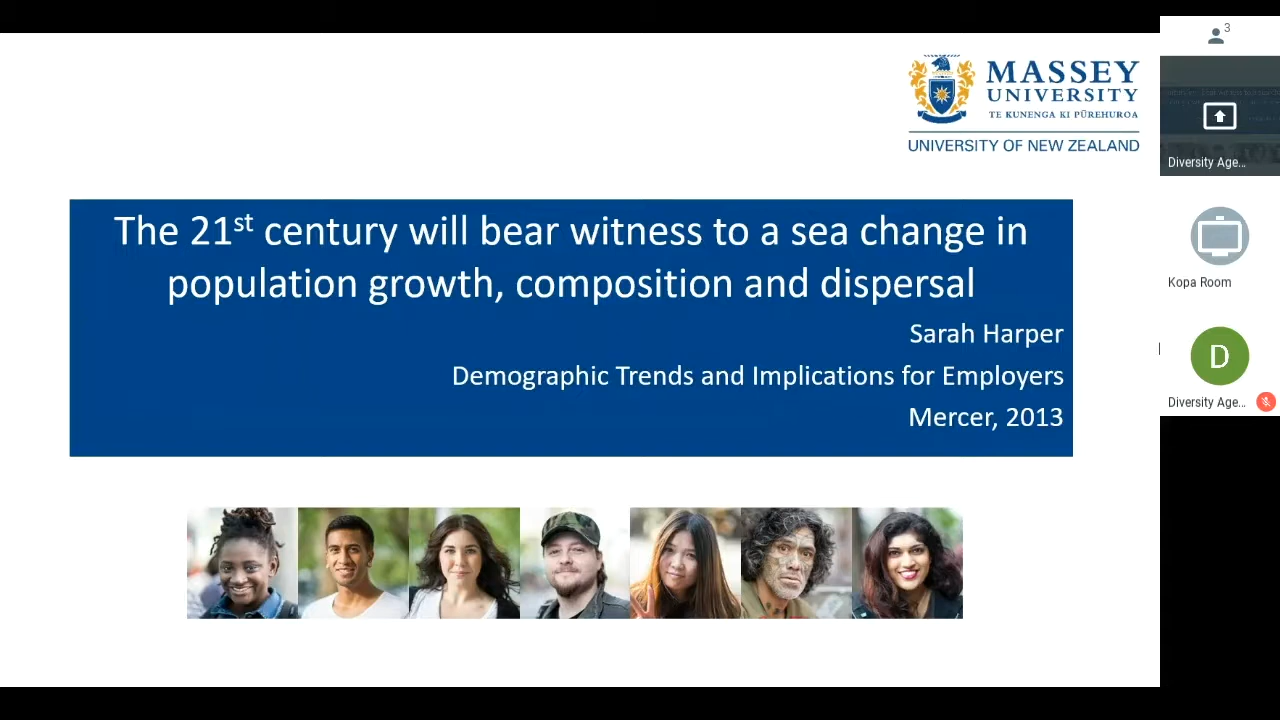 MASSEY
UNIVERSITY
TE KUNENGA KI PŪREHUROA
UNIVERSITY OF NEW ZEALAND
The 21st century will bear witness to a sea change in
population growth, composition and dispersal
Sarah Harper
Demographic Trends and Implications for Employers
Mercer, 2013
3
Diversity Age...
Kopa Room
D
Diversity Age...